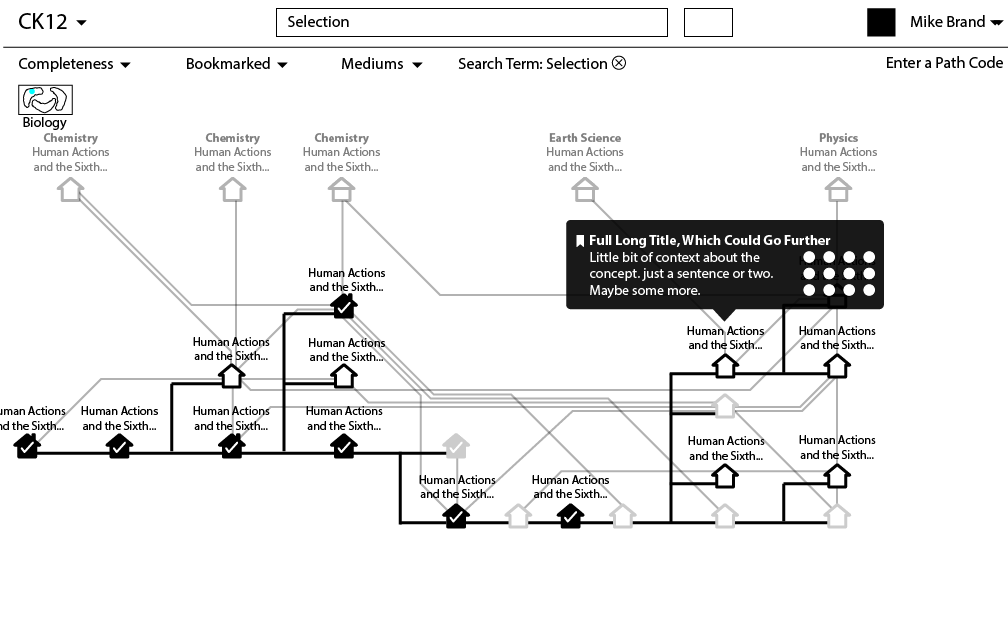 CK12
Selection
Mike Brand
Completeness
Bookmarked
Mediums
Search Term: Selection
Enter a Path Code
Biology
Chemistry
Human Actions
and the Sixth...
Chemistry
Human Actions
and the Sixth...
Chemistry
Human Actions
and the Sixth...
Earth Science
Human Actions
and the Sixth...
Physics
Human Actions
and the Sixth...
Full Long Title, Which Could Go Further
Little bit of context about the
concept. just a sentence or two.
Maybe some more.
Human Actions
and the Sixth...
Human Actions
and the Sixth...
Human Actions
and the Sixth...
Human Actions
and the Sixth...
Human Actions
and the Sixth...
uman Actions
nd the Sixth...
Human Actions
and the Sixth...
Human Actions
and the Sixth...
Human Actions
and the Sixth...
Human Actions
and the Sixth...
Human Actions
and the Sixth...
Human Actions
and the Sixth...
Human Actions
and the Sixth...